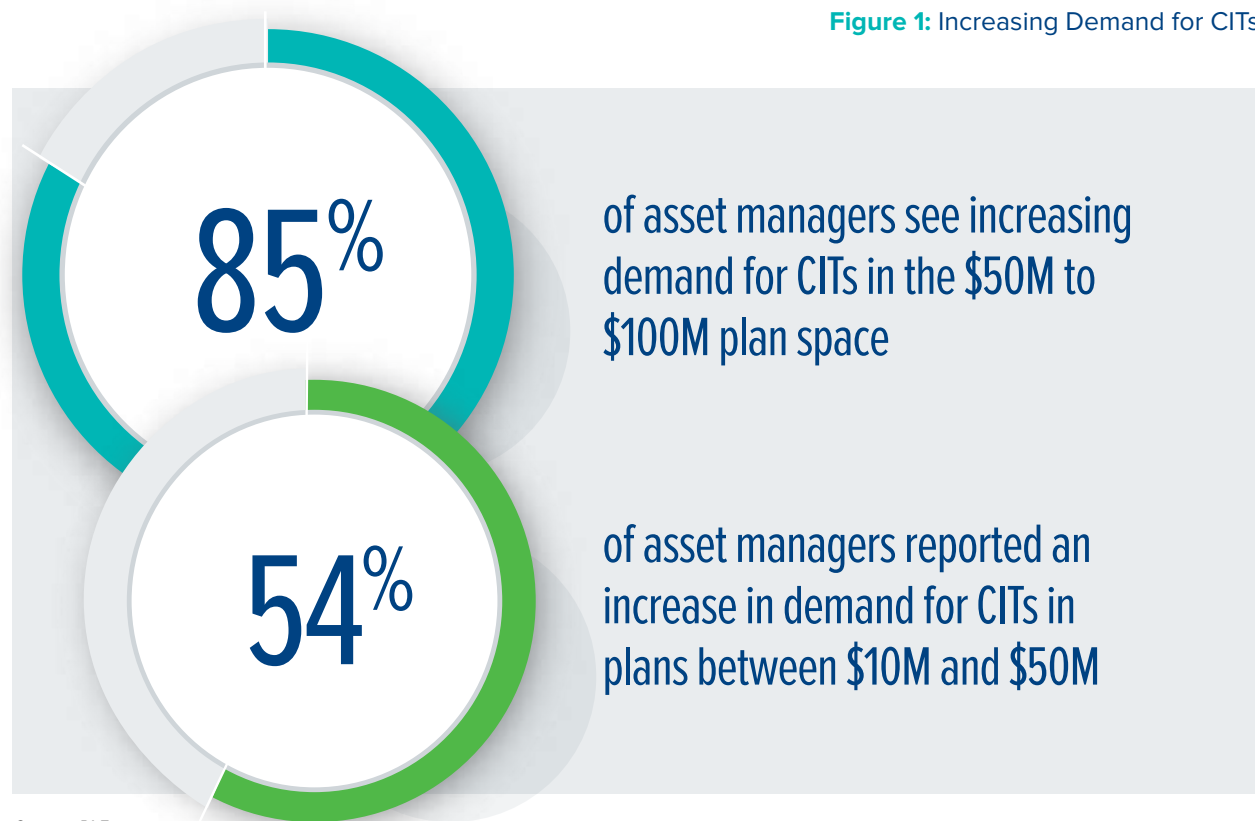 Figure 1: Increasing Demand for CITs
85%
of asset managers see increasing
demand for CITs in the $50M to
$100M plan space
54%
of asset managers reported an
increase in demand for CITs in
plans between $10M and $50M